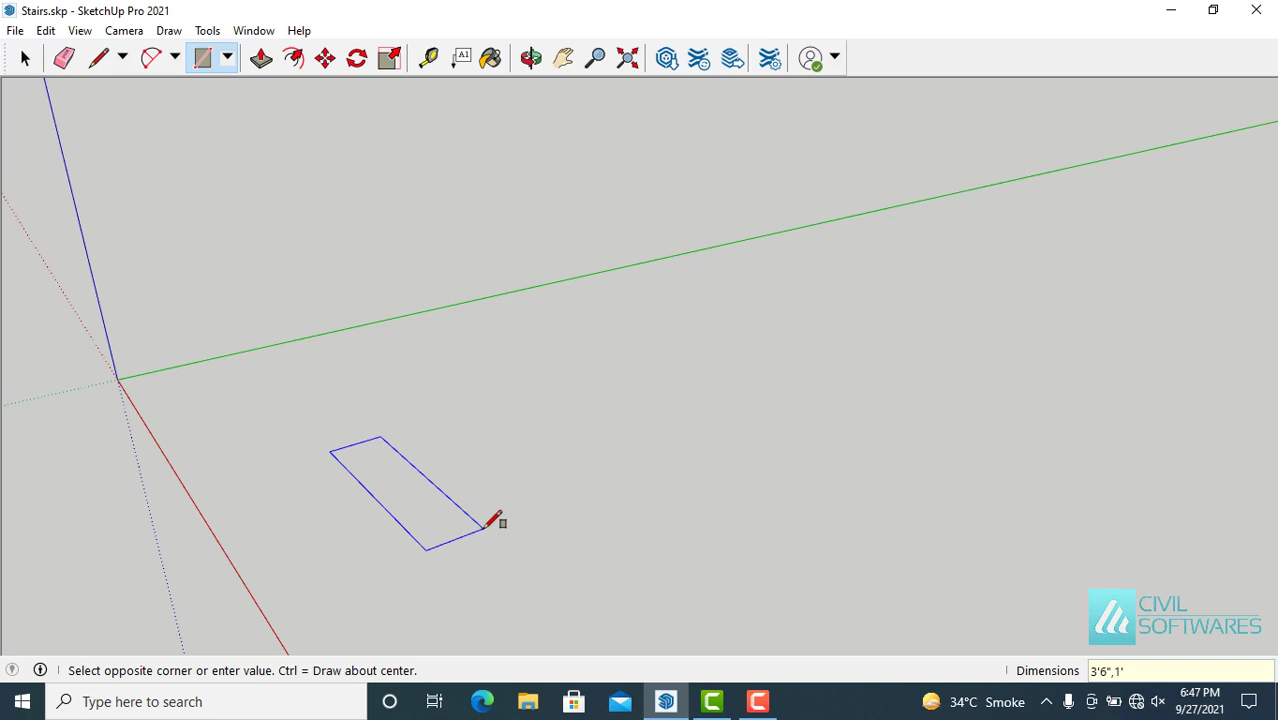 Stairs.skp - SketchUp Pro 2021
File Edit View Camera Draw Tools Window Help
A1
CIVIL
SOFTWARES
Select opposite corner or enter value. Ctrl = Draw about center.
Dimensions 3'6",1'
Type here to search
34°C Smoke
6:47 PM
9/27/2021